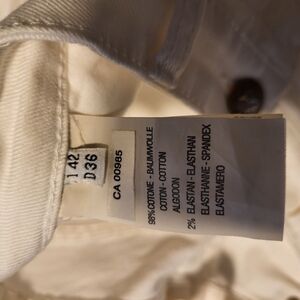 I 42
D 36
CA 00985
98% COTONE - BAUMWOLLE
COTON - COTTON
ALGODON
2% ELASTAN - ELASTHAN
ELASTHANNE - SPANDEX
ELASTAMERO